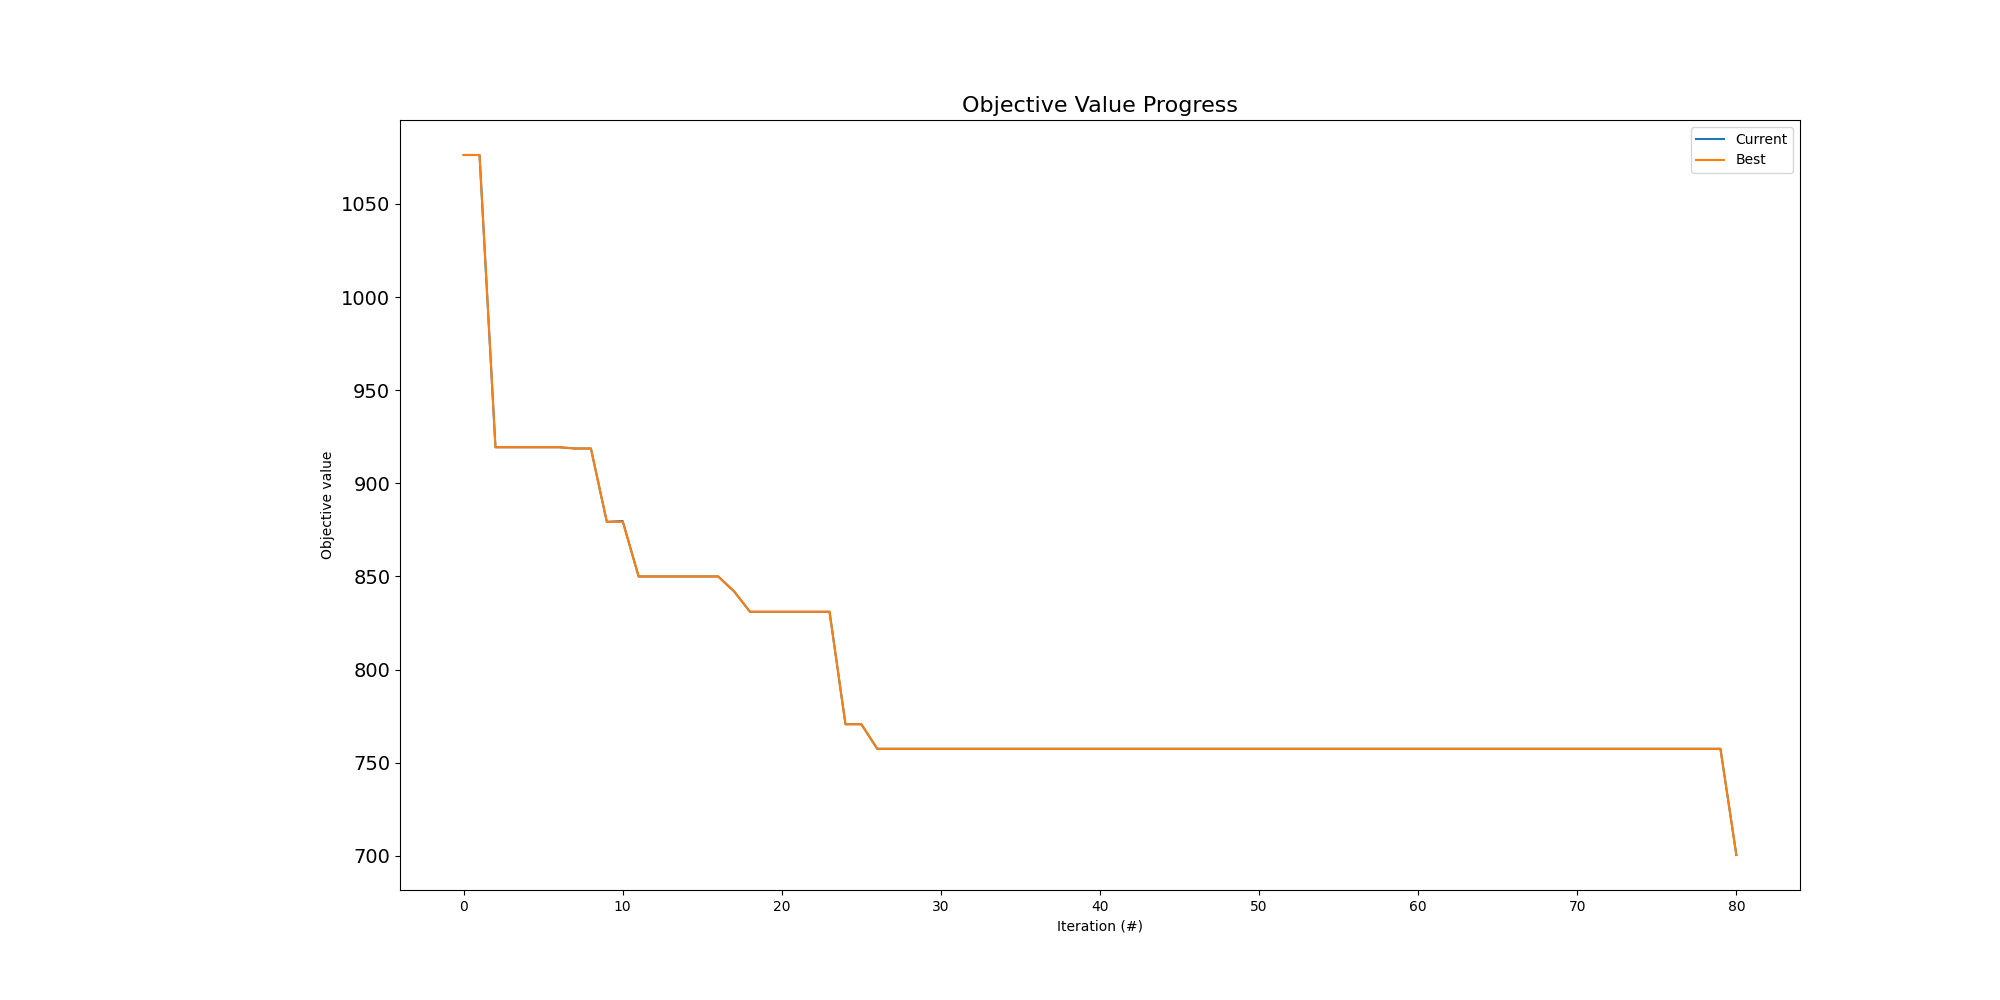 Objective Value Progress
Current
Best
1050
1000
950
900
850
800
750
700
Objective value
0 10 20 30 40 50 60 70 80
Iteration (#)